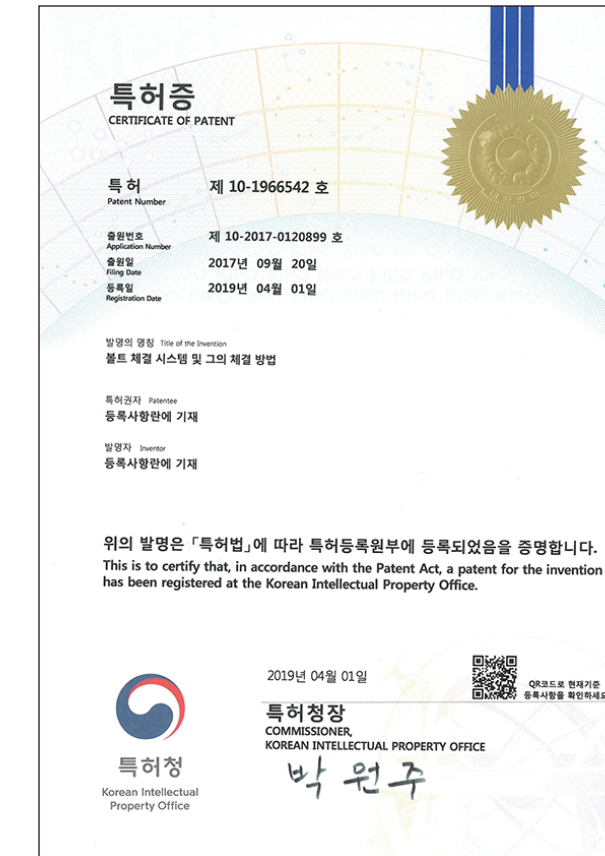 특허증
CERTIFICATE OF PATENT
특 허 제 10-1966542 호
Patent Number
출원번호 제 10-2017-0120899 호
Application Number
출원일 2017년 09월 20일
Filing Date
등록일 2019년 04월 01일
Registration Date
발명의 명칭 Title of the Invention
볼트 체결 시스템 및 그의 체결 방법
특허권자 Patentee
등록사항란에 기재
발명자 Inventor
등록사항란에 기재
위의 발명은 「특허법」에 따라 특허등록원부에 등록되었음을 증명합니다.
This is to certify that, in accordance with the Patent Act, a patent for the invention
has been registered at the Korean Intellectual Property Office.
2019년 04월 01일
QR코드로 현재기준
등록사항을 확인하세요
특허청장
COMMISSIONER,
KOREAN INTELLECTUAL PROPERTY OFFICE
박원주
특허청
Korean Intellectual
Property Office